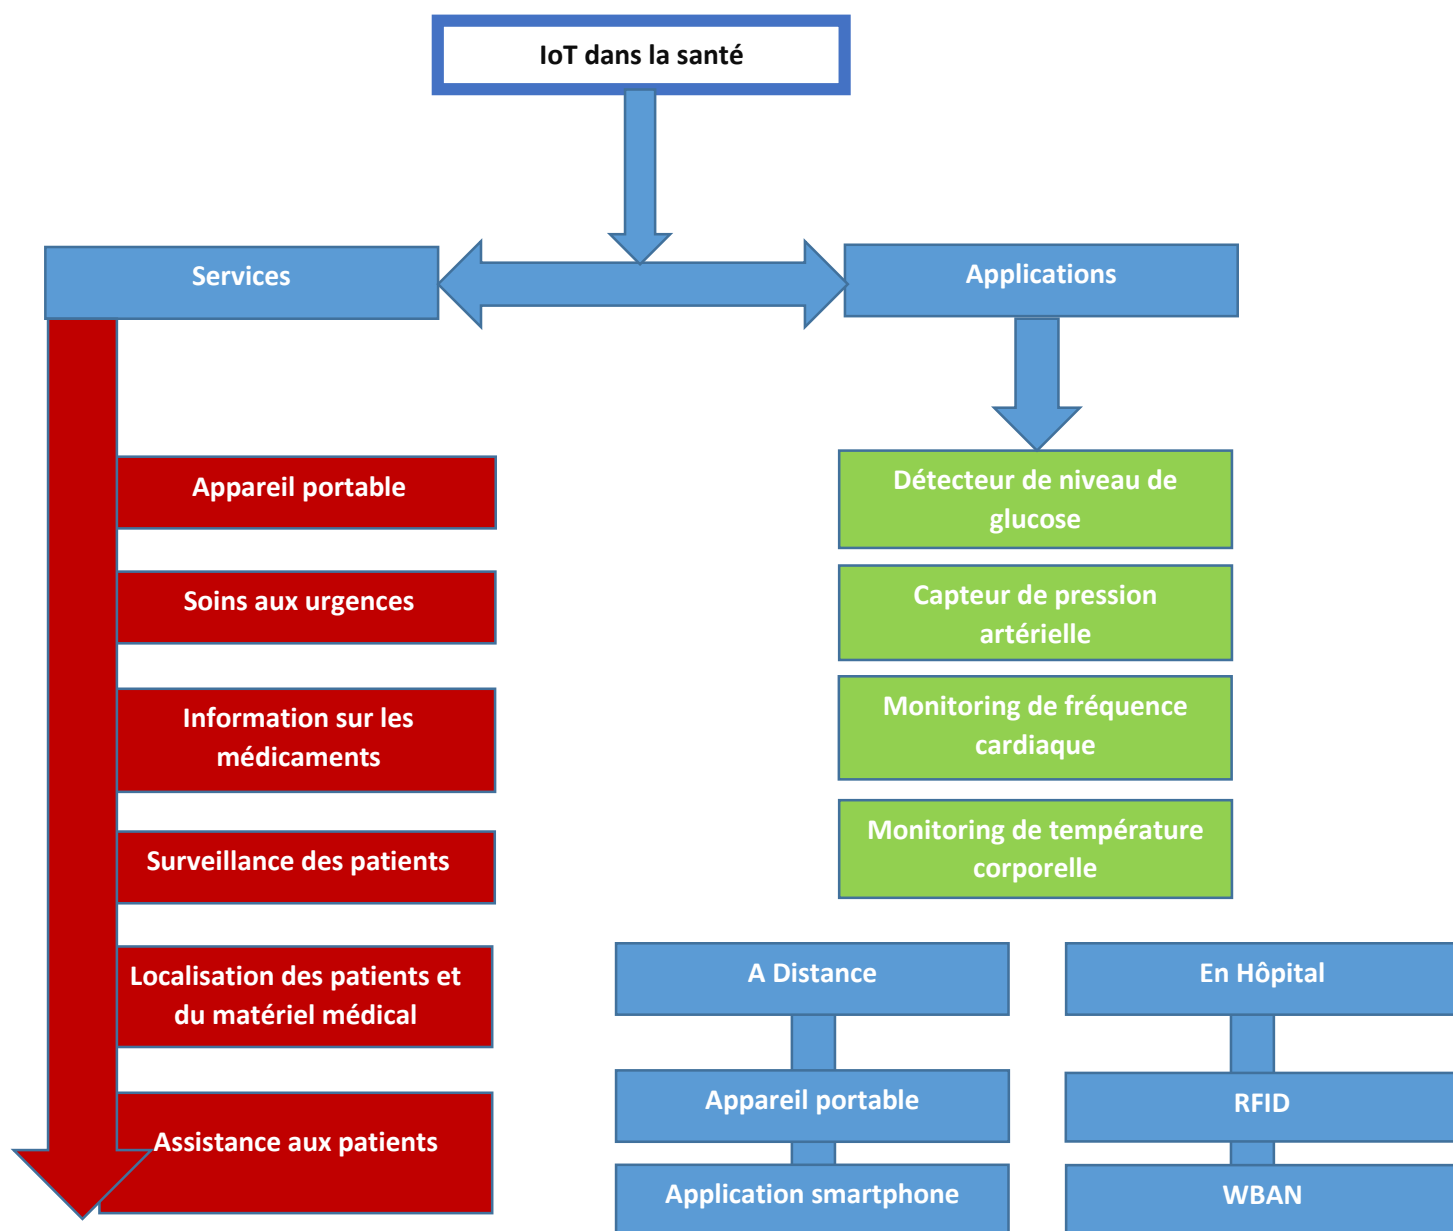 IoT dans la santé
Services
Applications
Appareil portable
Soins aux urgences
Information sur les
médicaments
Surveillance des patients
Localisation des patients et
du matériel médical
Assistance aux patients
Détecteur de niveau de
glucose
Capteur de pression
artérielle
Monitoring de fréquence
cardiaque
Monitoring de température
corporelle
A Distance
Appareil portable
Application smartphone
En Hôpital
RFID
WBAN